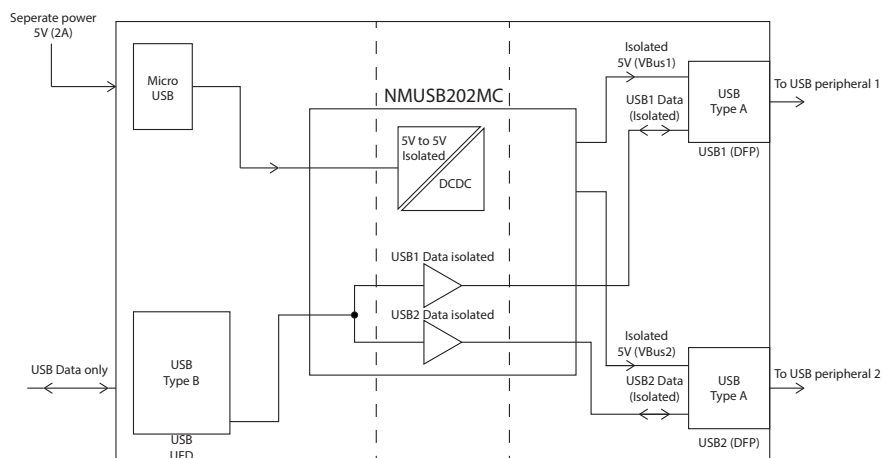 Seperate power
5V (2A)
Micro
USB
NMUSB202MC
5V to 5V
Isolated
DCDC
Isolated
5V (VBus1)
USB1 Data
(Isolated)
USB
Type A
To USB peripheral 1
USB1 (DFP)
USB1 Data isolated
USB2 Data isolated
USB Data only
USB
Type B
USB
UFD
Isolated
5V (VBus2)
USB2 Data
(Isolated)
USB
Type A
To USB peripheral 2
USB2 (DFP)